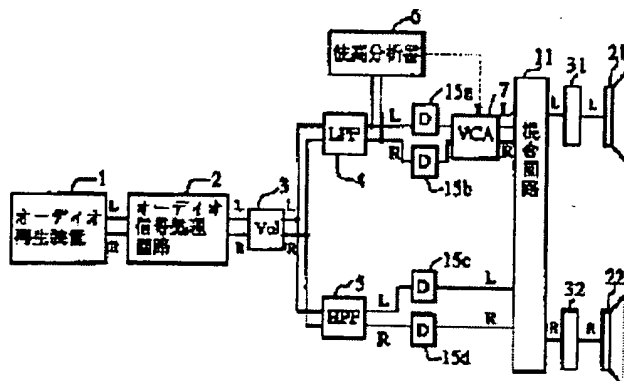 6
性高分析器
11
31
21
15a
7
L
D
VCA
L
L
LPF
R
D
R
4
15b
混合回路
1
2
3
オーディオ
再生装置
L
R
オーディオ
信号処理
回路
L
R
Vol
L
R
15c
5
L
D
L
32
22
HPF
R
D
R
R
R
15d